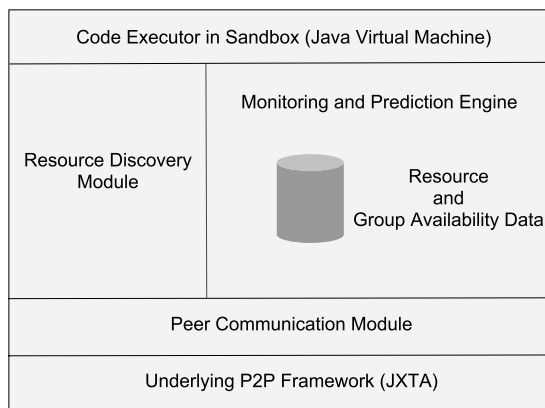 Code Executor in Sandbox (Java Virtual Machine)
Resource Discovery
Module
Monitoring and Prediction Engine
Resource
and
Group Availability Data
Peer Communication Module
Underlying P2P Framework (JXTA)